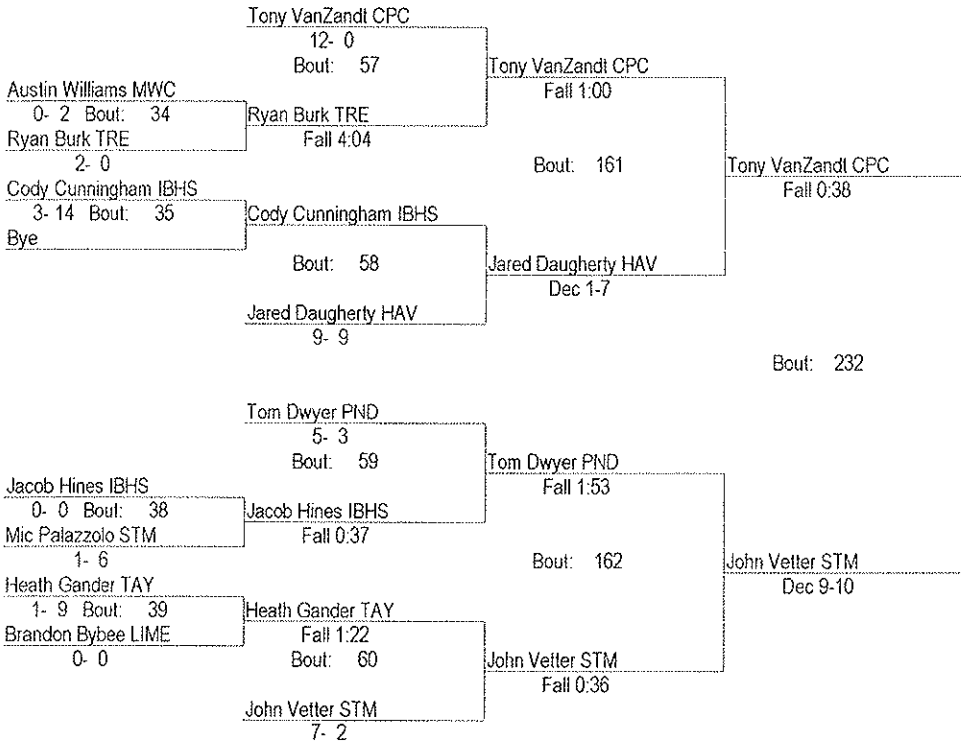 Tony VanZandt CPC
12- 0
Bout: 57
Tony VanZandt CPC
Fall 1:00
Austin Williams MWC
0- 2 Bout: 34
Ryan Burk TRE
Fall 4:04
Ryan Burk TRE
2- 0
Bout: 161
Tony VanZandt CPC
Fall 0:38
Cody Cunningham IBHS
3- 14 Bout: 35
Cody Cunningham IBHS
Bye
Bout: 58
Jared Daugherty HAV
Dec 1-7
Jared Daugherty HAV
9- 9
Bout: 232
Tom Dwyer PND
5- 3
Bout: 59
Tom Dwyer PND
Fall 1:53
Jacob Hines IBHS
0- 0 Bout: 38
Jacob Hines IBHS
Fall 0:37
Mic Palazzolo STM
1- 6
Bout: 162
John Vetter STM
Dec 9-10
Heath Gander TAY
1- 9 Bout: 39
Heath Gander TAY
Fall 1:22
Brandon Bybee LIME
0- 0
Bout: 60
John Vetter STM
Fall 0:36
John Vetter STM
7- 2